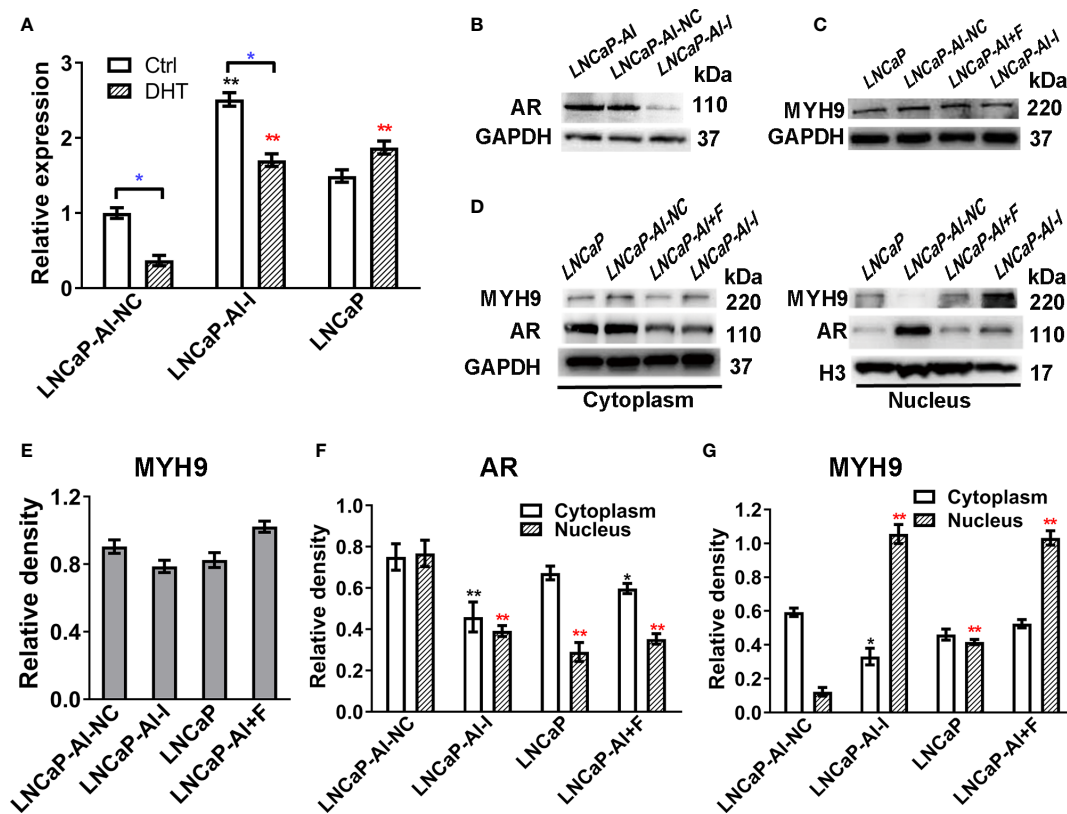 A
Relative expression
3
2
1
0
Ctrl
DHT
*
**
*
**
**
LNCaP-AI-NC
LNCaP-AI-I
LNCaP
B
LNCaP-AI
LNCaP-AI-NC
LNCaP-AI-I
kDa
AR
110
GAPDH
37
C
LNCaP
LNCaP-AI-NC
LNCaP-AI+F
LNCaP-AI-I
kDa
MYH9
220
GAPDH
37
D
LNCaP
LNCaP-AI-NC
LNCaP-AI+F
LNCaP-AI-I
kDa
MYH9
220
AR
110
GAPDH
37
Cytoplasm
LNCaP
LNCaP-AI-NC
LNCaP-AI+F
LNCaP-AI-I
kDa
MYH9
220
AR
110
H3
17
Nucleus
E
MYH9
Relative density
1.2
0.8
0.4
0.0
LNCaP-AI-NC
LNCaP-AI-I
LNCaP
LNCaP-AI+F
F
AR
Relative density
1.0
0.8
0.6
0.4
0.2
0.0
Cytoplasm
Nucleus
**
**
**
*
**
LNCaP-AI-NC
LNCaP-AI-I
LNCaP
LNCaP-AI+F
G
MYH9
Relative density
1.2
1.0
0.8
0.6
0.4
0.2
0.0
Cytoplasm
Nucleus
*
**
**
**
LNCaP-AI-NC
LNCaP-AI-I
LNCaP
LNCaP-AI+F